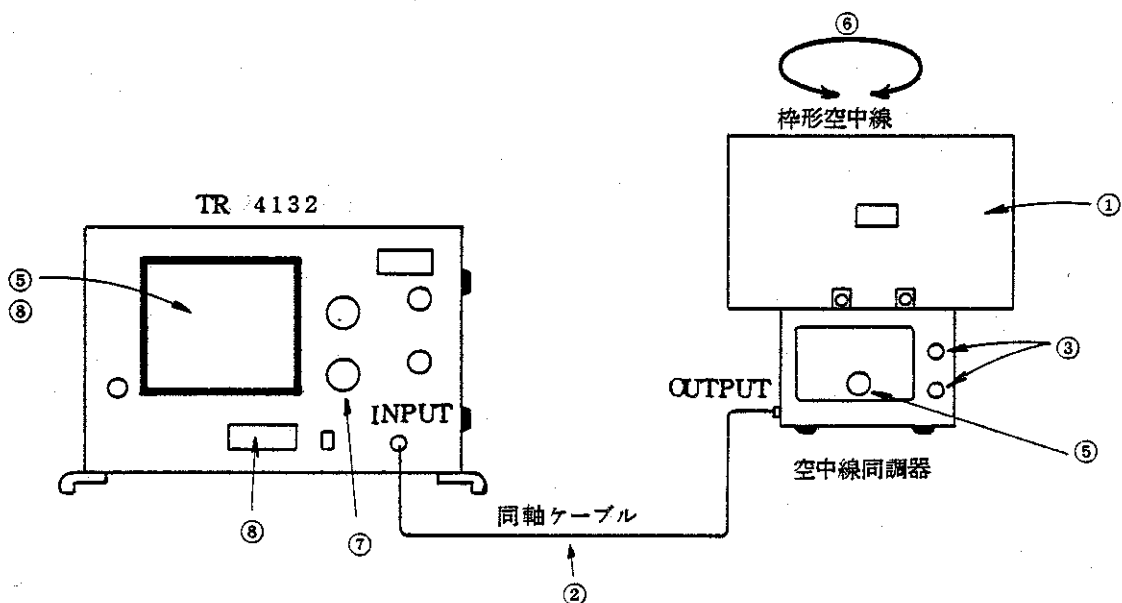 ⑥
枠形空中線
TR 4132
①
⑤
⑧
③
OUTPUT
INPUT
⑤
空中線同調器
同軸ケーブル
⑧
⑦
②